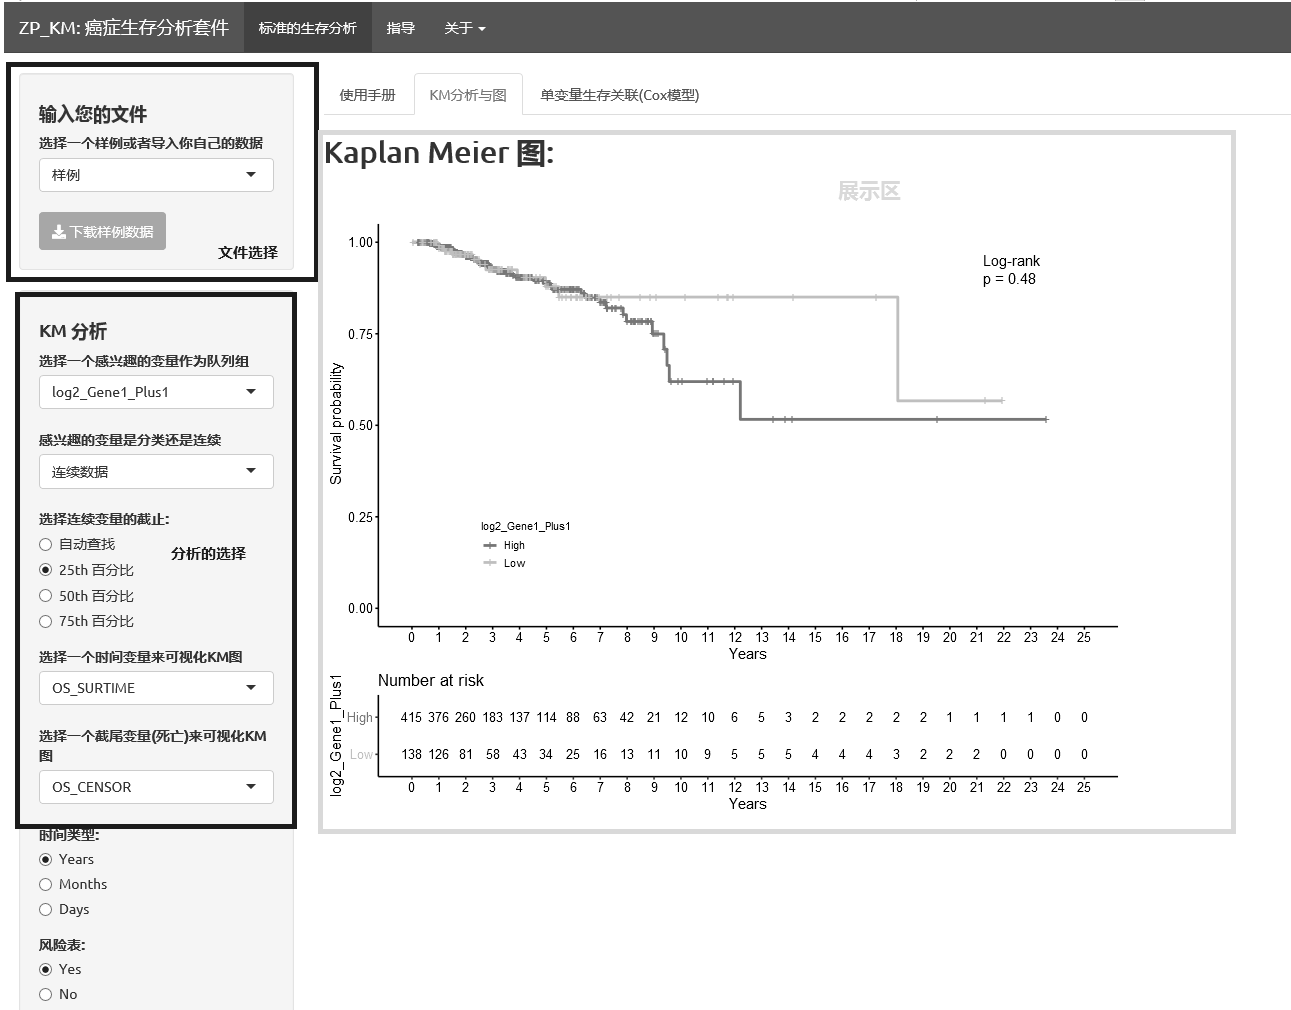 ZP_KM: 癌症生存分析套件 标准的生存分析 指导 关于
输入您的文件
选择一个样例或者导入你自己的数据
样例
下载样例数据
文件选择
KM 分析
选择一个感兴趣的变量作为队列组
log2_Gene1_Plus1
感兴趣的变量是分类还是连续
连续数据
选择连续变量的截止:
自动查找
分析的选择
25th 百分比
50th 百分比
75th 百分比
选择一个时间变量来可视化KM图
OS_SURTIME
选择一个截尾变量(死亡)来可视化KM
图
OS_CENSOR
时间类型:
Years
Months
Days
风险表:
Yes
No
使用手册 KM分析与图 单变量生存关联(Cox模型)
Kaplan Meier 图:
展示区
Survival probability
1.00
0.75
0.50
0.25
0.00
Log-rank
p = 0.48
log2_Gene1_Plus1
High
Low
0 1 2 3 4 5 6 7 8 9 10 11 12 13 14 15 16 17 18 19 20 21 22 23 24 25
Years
Number at risk
log2_Gene1_Plus1
High 415 376 260 183 137 114 88 63 42 21 12 10 6 5 3 2 2 2 2 2 1 1 1 1 0 0
Low 138 126 81 58 43 34 25 16 13 11 10 9 5 5 5 4 4 4 3 2 2 2 0 0 0 0
0 1 2 3 4 5 6 7 8 9 10 11 12 13 14 15 16 17 18 19 20 21 22 23 24 25
Years